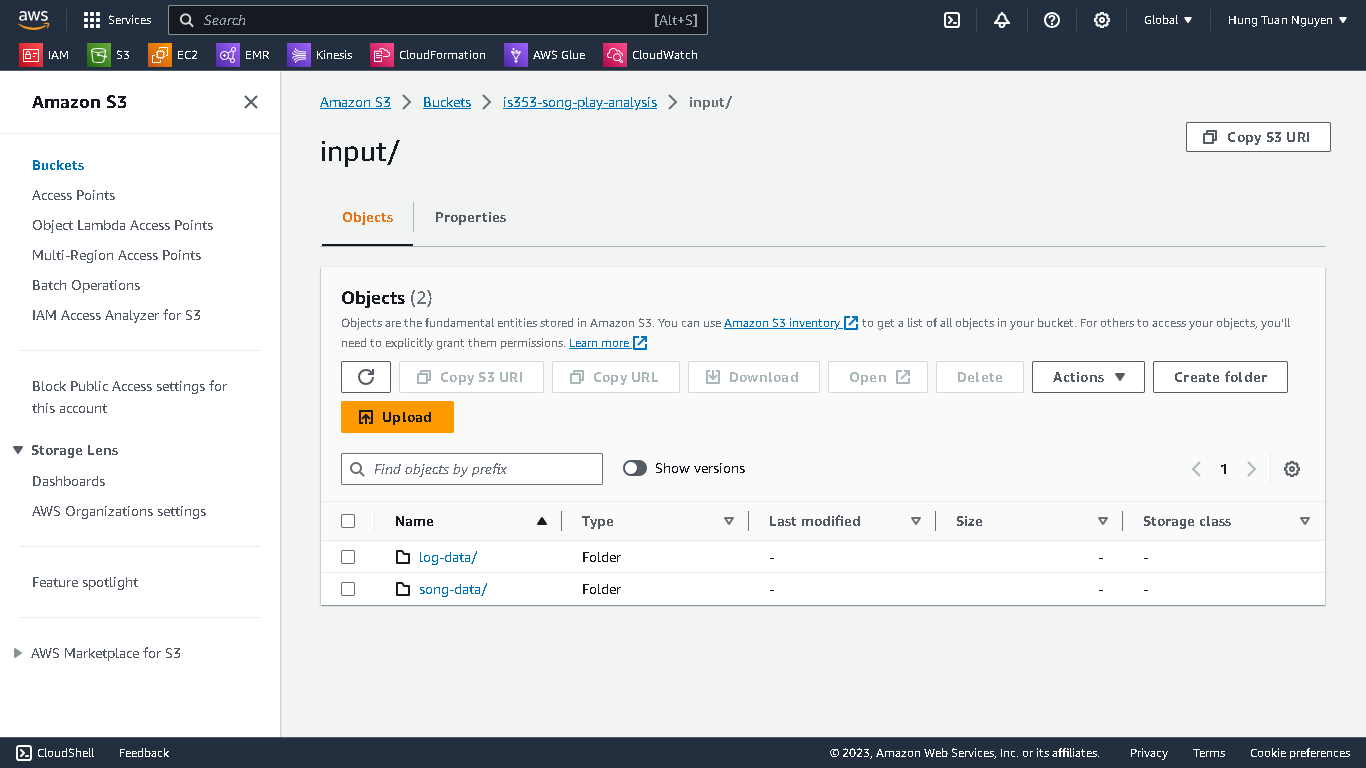 aws Services Search [Alt+S] Global Hung Tuan Nguyen
IAM S3 EC2 EMR Kinesis CloudFormation AWS Glue CloudWatch
Amazon S3
Buckets
Access Points
Object Lambda Access Points
Multi-Region Access Points
Batch Operations
IAM Access Analyzer for S3
Block Public Access settings for
this account
Storage Lens
Dashboards
AWS Organizations settings
Feature spotlight
AWS Marketplace for S3
Amazon S3 Buckets is353-song-play-analysis input/
input/
Copy S3 URI
Objects Properties
Objects (2)
Objects are the fundamental entities stored in Amazon S3. You can use Amazon S3 inventory to get a list of all objects in your bucket. For others to access your objects, you'll
need to explicitly grant them permissions. Learn more
Copy S3 URI Copy URL Download Open Delete Actions Create folder
Upload
Find objects by prefix Show versions 1
Name Type Last modified Size Storage class
log-data/ Folder - - -
song-data/ Folder - - -
CloudShell Feedback © 2023, Amazon Web Services, Inc. or its affiliates. Privacy Terms Cookie preferences